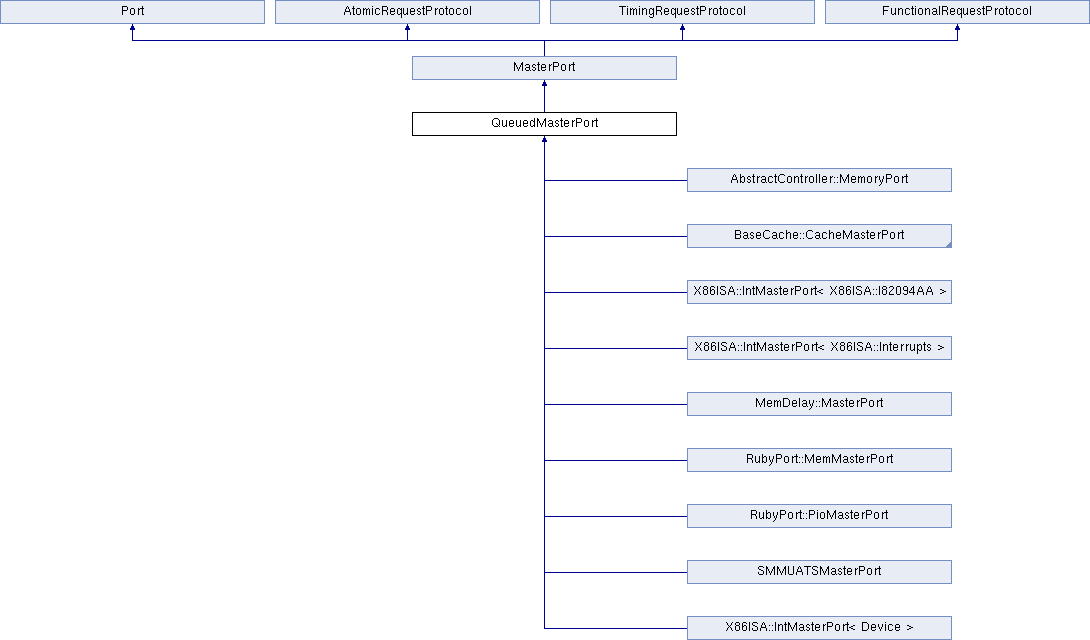 Port
AtomicRequestProtocol
TimingRequestProtocol
FunctionalRequestProtocol
MasterPort
QueuedMasterPort
AbstractController::MemoryPort
BaseCache::CacheMasterPort
X86ISA::IntMasterPort< X86ISA::I82094AA >
X86ISA::IntMasterPort< X86ISA::Interrupts >
MemDelay::MasterPort
RubyPort::MemMasterPort
RubyPort::PioMasterPort
SMMUATSMasterPort
X86ISA::IntMasterPort< Device >